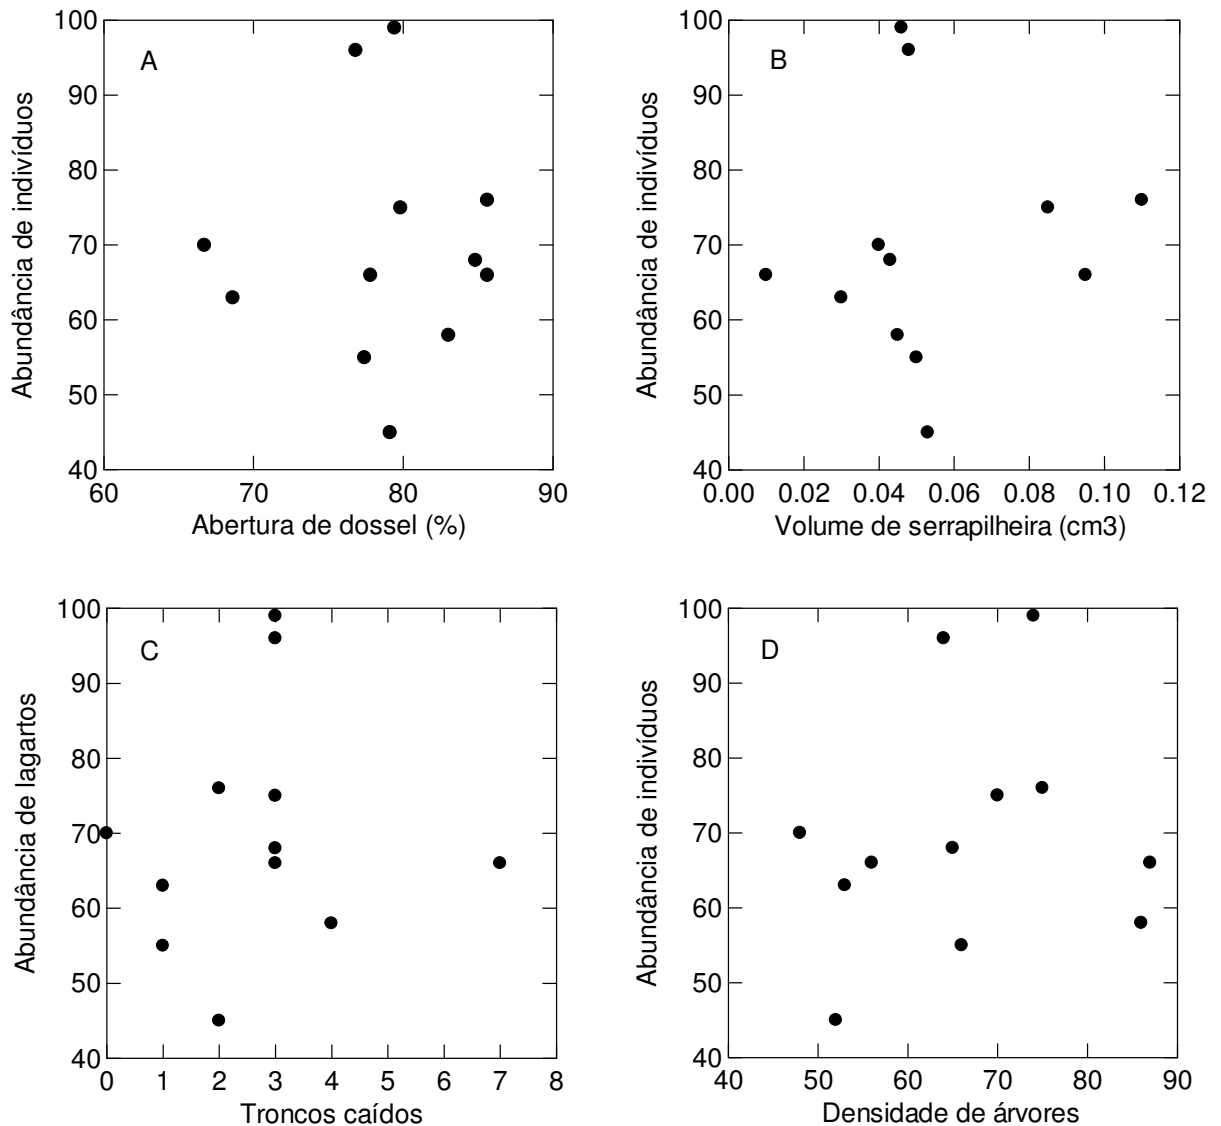 A
Abundância de indivíduos
100
90
80
70
60
50
40
60 70 80 90
Abertura de dossel (%)
B
Abundância de indivíduos
100
90
80
70
60
50
40
0.00 0.02 0.04 0.06 0.08 0.10 0.12
Volume de serrapilheira (cm3)
C
Abundância de lagartos
100
90
80
70
60
50
40
0 1 2 3 4 5 6 7 8
Troncos caídos
D
Abundância de indivíduos
100
90
80
70
60
50
40
40 50 60 70 80 90
Densidade de árvores